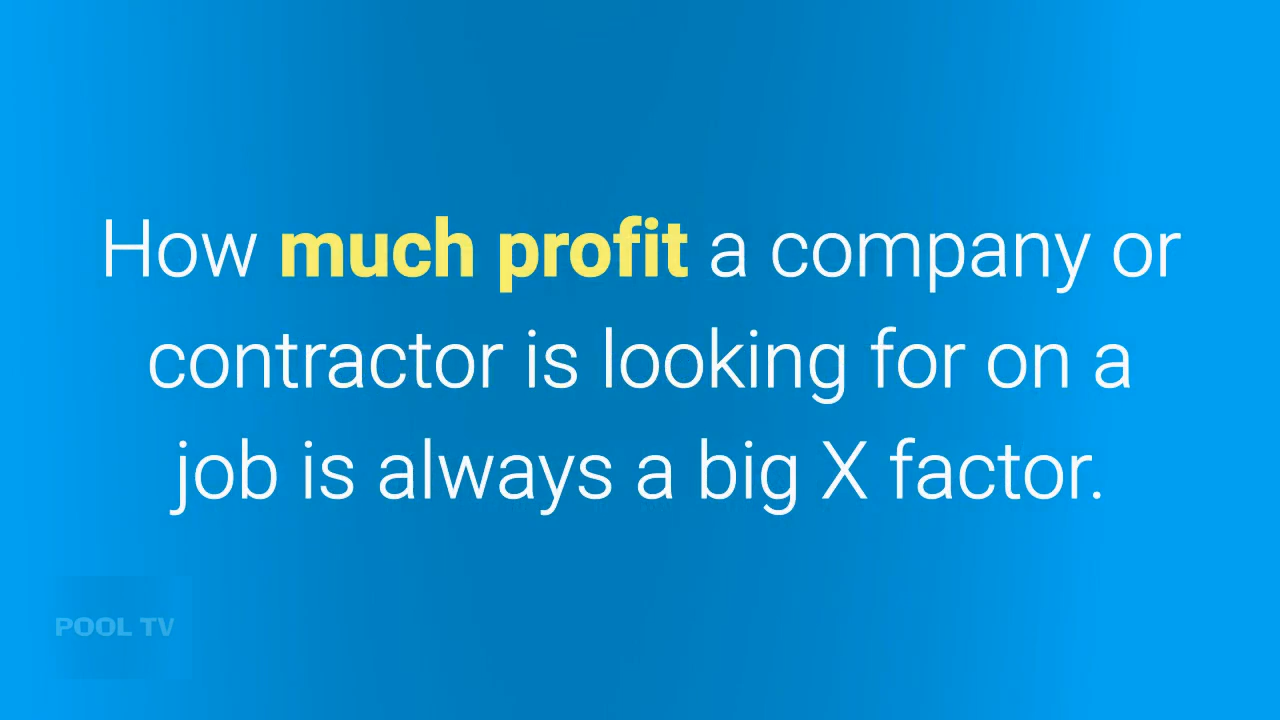 How much profit a company or
contractor is looking for on a
job is always a big X factor.
POOL TV